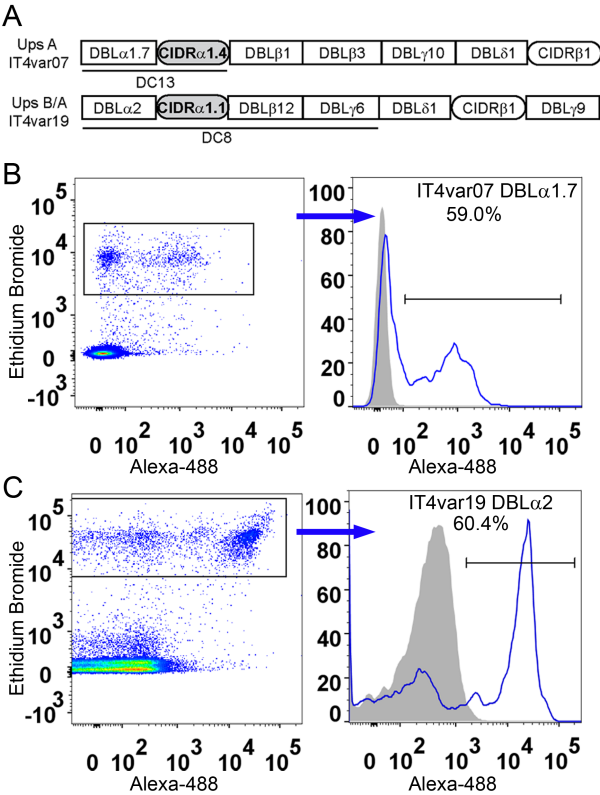 A
Ups A
IT4var07
DBLα1.7 CIDRα1.4 DBLβ1 DBLβ3 DBLγ10 DBLδ1 CIDRβ1
DC13
Ups B/A
IT4var19
DBLα2 CIDRα1.1 DBLβ12 DBLγ6 DBLδ1 CIDRβ1 DBLγ9
DC8
B
Ethidium Bromide
10^5
10^4
10^3
0
-10^3
0 10^2 10^3 10^4 10^5
Alexa-488
IT4var07 DBLα1.7
59.0%
100
80
60
40
20
0
0 10^2 10^3 10^4 10^5
Alexa-488
C
Ethidium Bromide
10^5
10^4
10^3
0
-10^3
0 10^2 10^3 10^4 10^5
Alexa-488
IT4var19 DBLα2
60.4%
100
80
60
40
20
0
0 10^2 10^3 10^4 10^5
Alexa-488